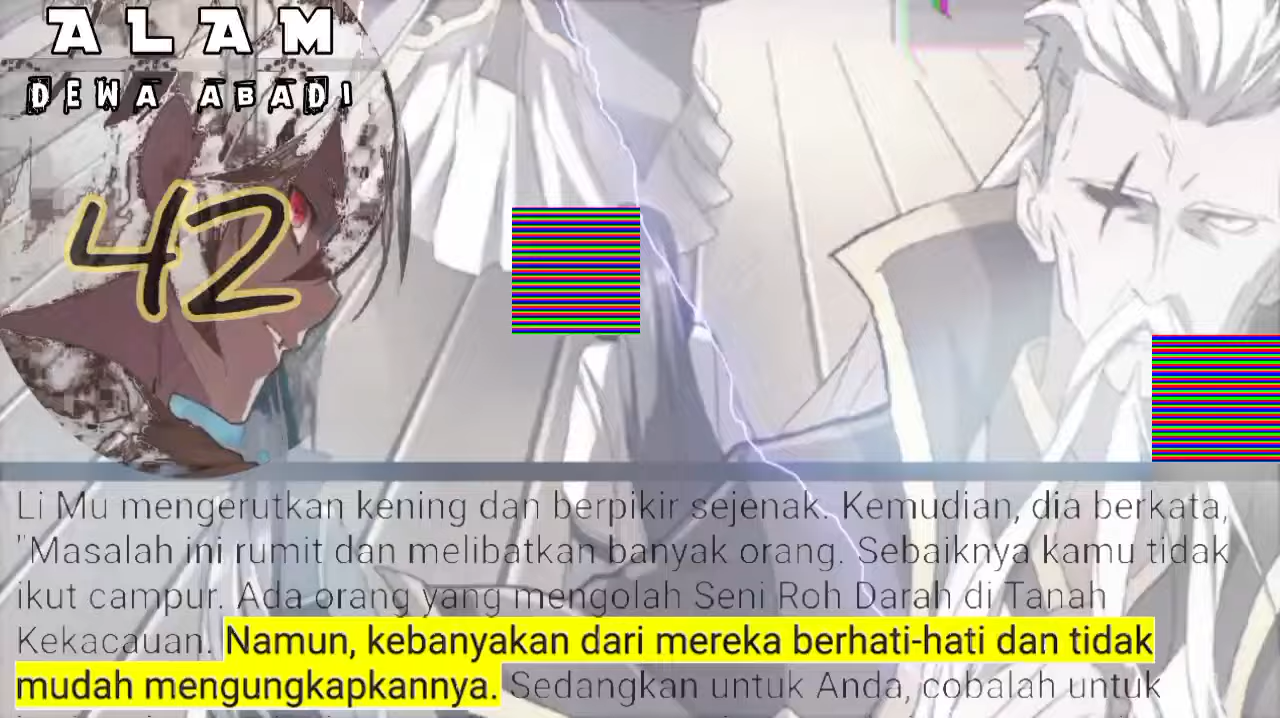 ALAM
DEWA ABADI
42
Li Mu mengerutkan kening dan berpikir sejenak. Kemudian, dia berkata,
"Masalah ini rumit dan melibatkan banyak orang. Sebaiknya kamu tidak
ikut campur. Ada orang yang mengolah Seni Roh Darah di Tanah
Kekacauan. Namun, kebanyakan dari mereka berhati-hati dan tidak
mudah mengungkapkannya. Sedangkan untuk Anda, cobalah untuk